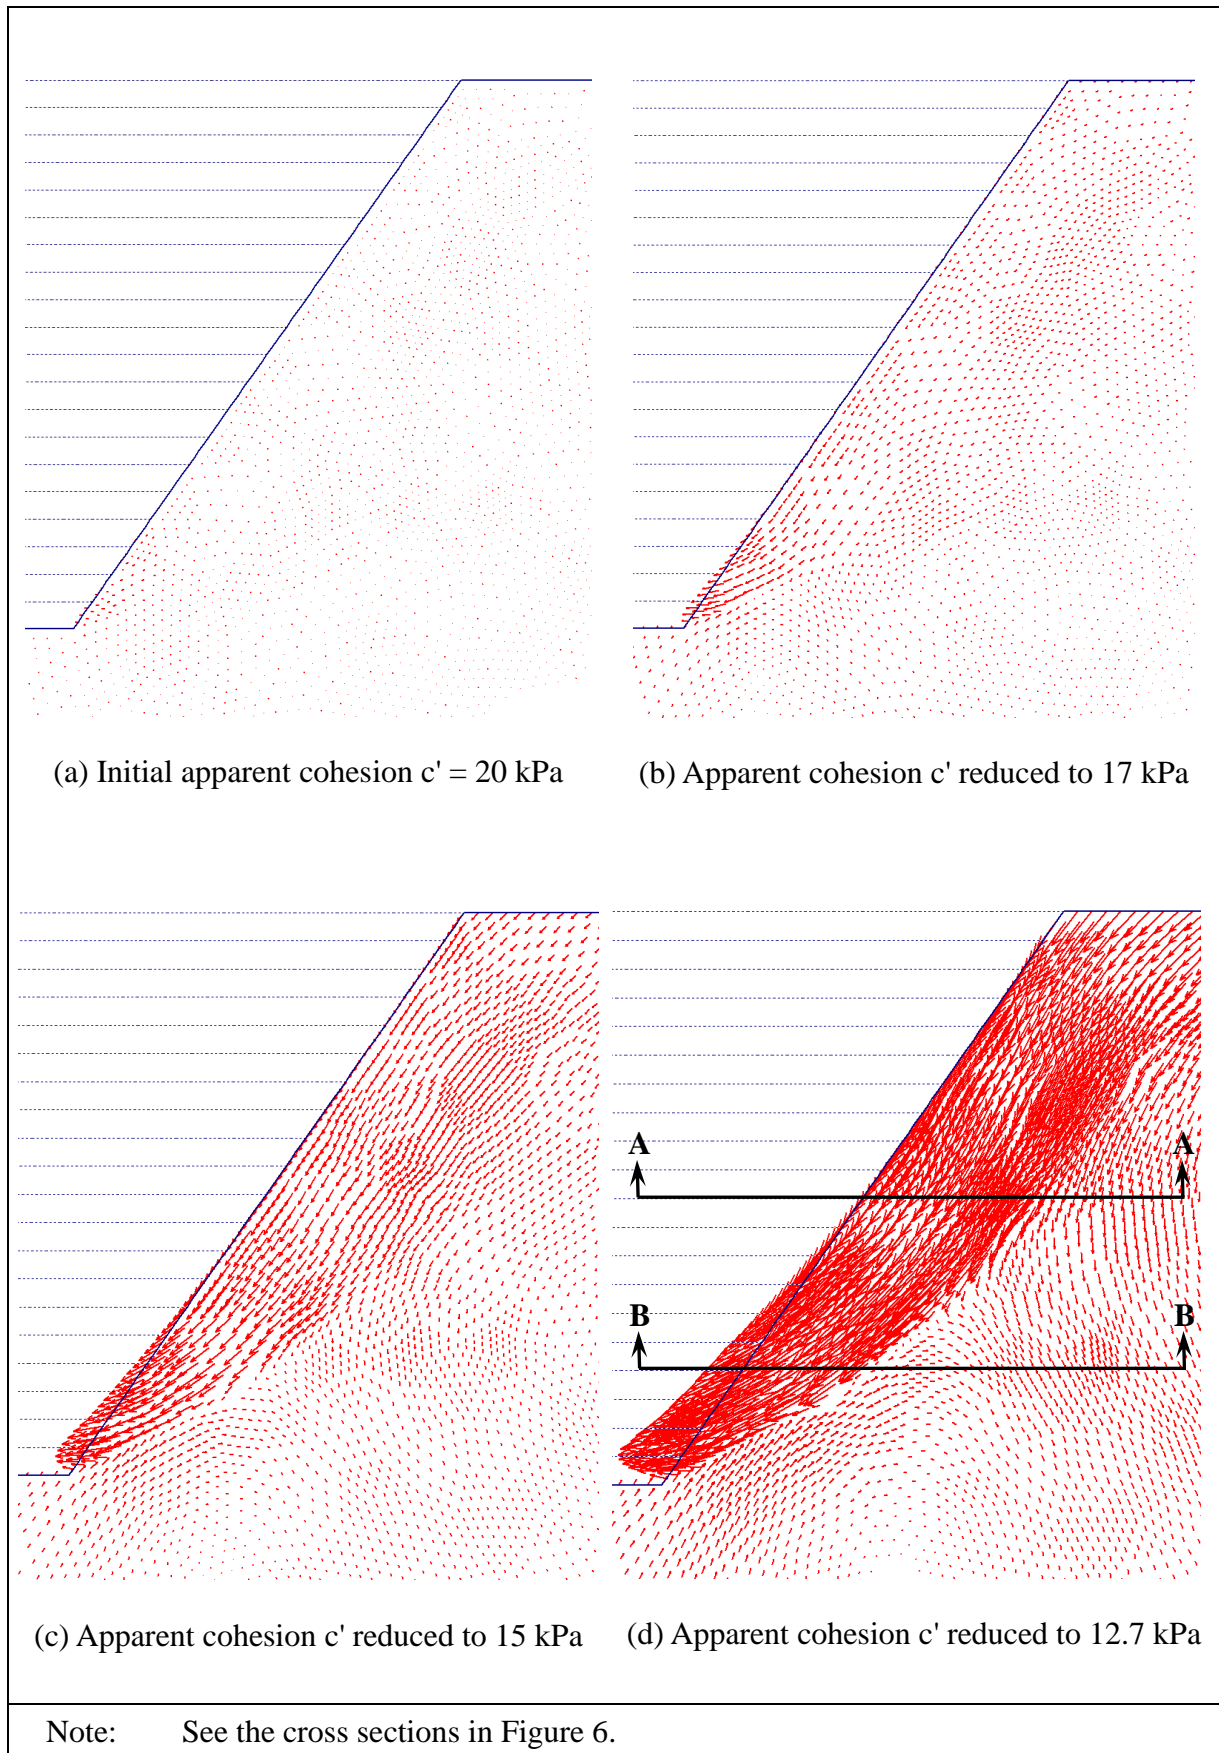 (a) Initial apparent cohesion c' = 20 kPa
(b) Apparent cohesion c' reduced to 17 kPa
A A
B B
(c) Apparent cohesion c' reduced to 15 kPa
(d) Apparent cohesion c' reduced to 12.7 kPa
Note: See the cross sections in Figure 6.